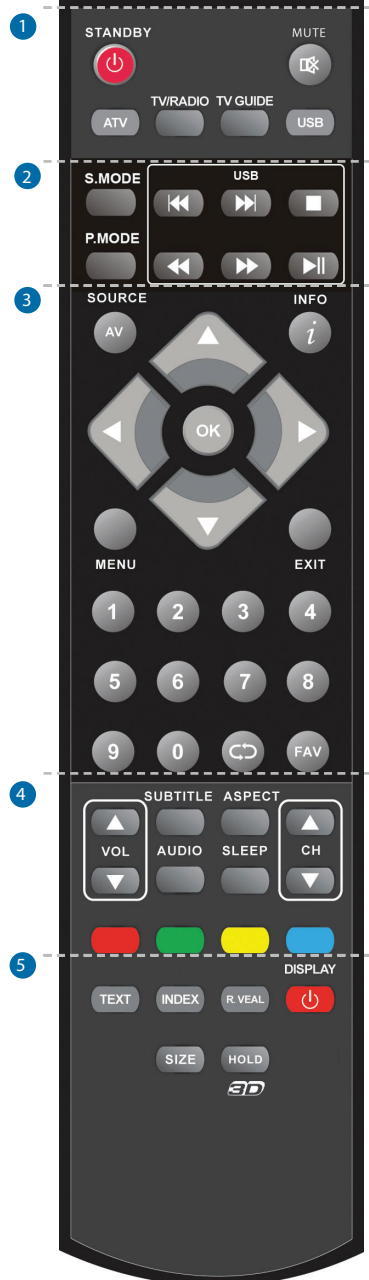 1
STANDBY MUTE
TV/RADIO TV GUIDE
ATV USB
2
S.MODE USB
P.MODE
3
SOURCE INFO
AV i
OK
MENU EXIT
1 2 3 4
5 6 7 8
9 0 FAV
4
SUBTITLE ASPECT
VOL AUDIO SLEEP CH
5
DISPLAY
TEXT INDEX R.VEAL
SIZE HOLD
3D